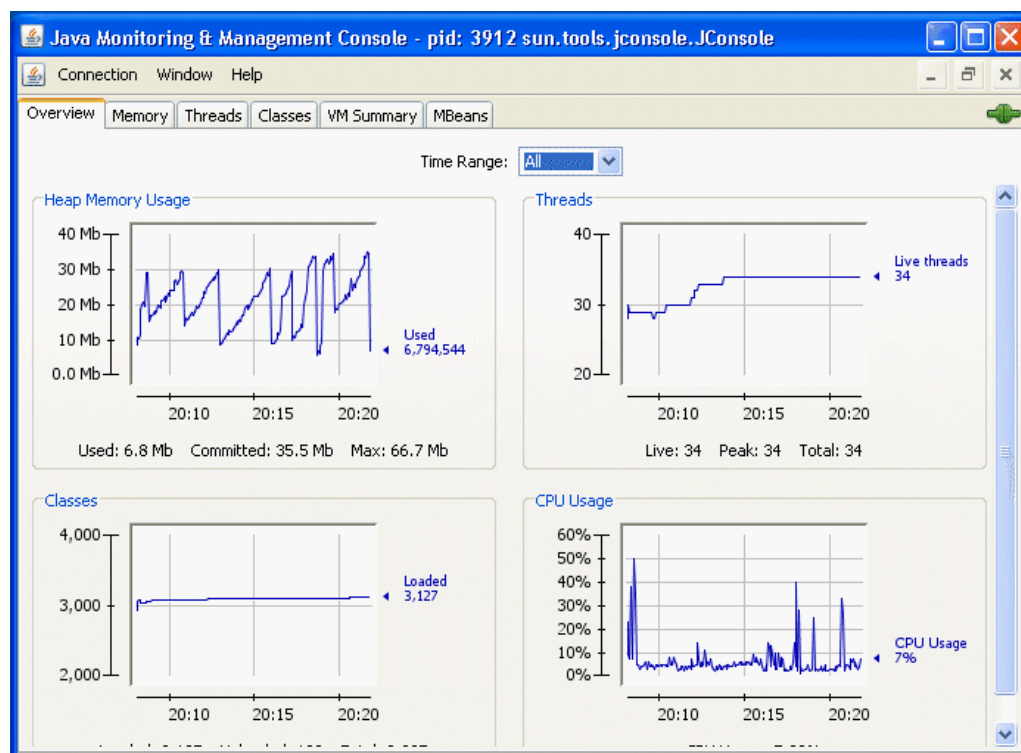 Java Monitoring & Management Console - pid: 3912 sun.tools.jconsole.JConsole
Connection Window Help
Overview Memory Threads Classes VM Summary MBeans
Time Range: All
Heap Memory Usage
40 Mb
30 Mb
20 Mb
10 Mb
0.0 Mb
Used
6,794,544
20:10 20:15 20:20
Used: 6.8 Mb Committed: 35.5 Mb Max: 66.7 Mb
Threads
40
30
20
Live threads
34
20:10 20:15 20:20
Live: 34 Peak: 34 Total: 34
Classes
4,000
3,000
2,000
Loaded
3,127
20:10 20:15 20:20
CPU Usage
60%
50%
40%
30%
20%
10%
0%
CPU Usage
7%
20:10 20:15 20:20